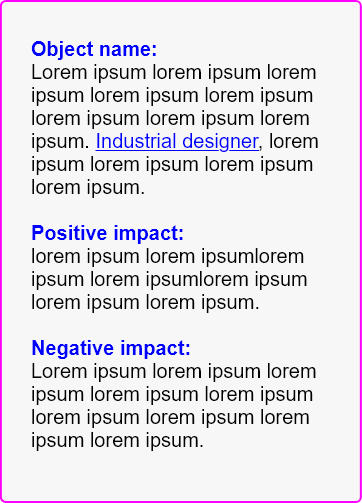 Object name:
Lorem ipsum lorem ipsum lorem
ipsum lorem ipsum lorem ipsum
lorem ipsum lorem ipsum lorem
ipsum. Industrial designer, lorem
ipsum lorem ipsum lorem ipsum
lorem ipsum.
Positive impact:
lorem ipsum lorem ipsumlorem
ipsum lorem ipsumlorem ipsum
lorem ipsum lorem ipsum.
Negative impact:
Lorem ipsum lorem ipsum lorem
ipsum lorem ipsum lorem ipsum
lorem ipsum lorem ipsum lorem
ipsum lorem ipsum.